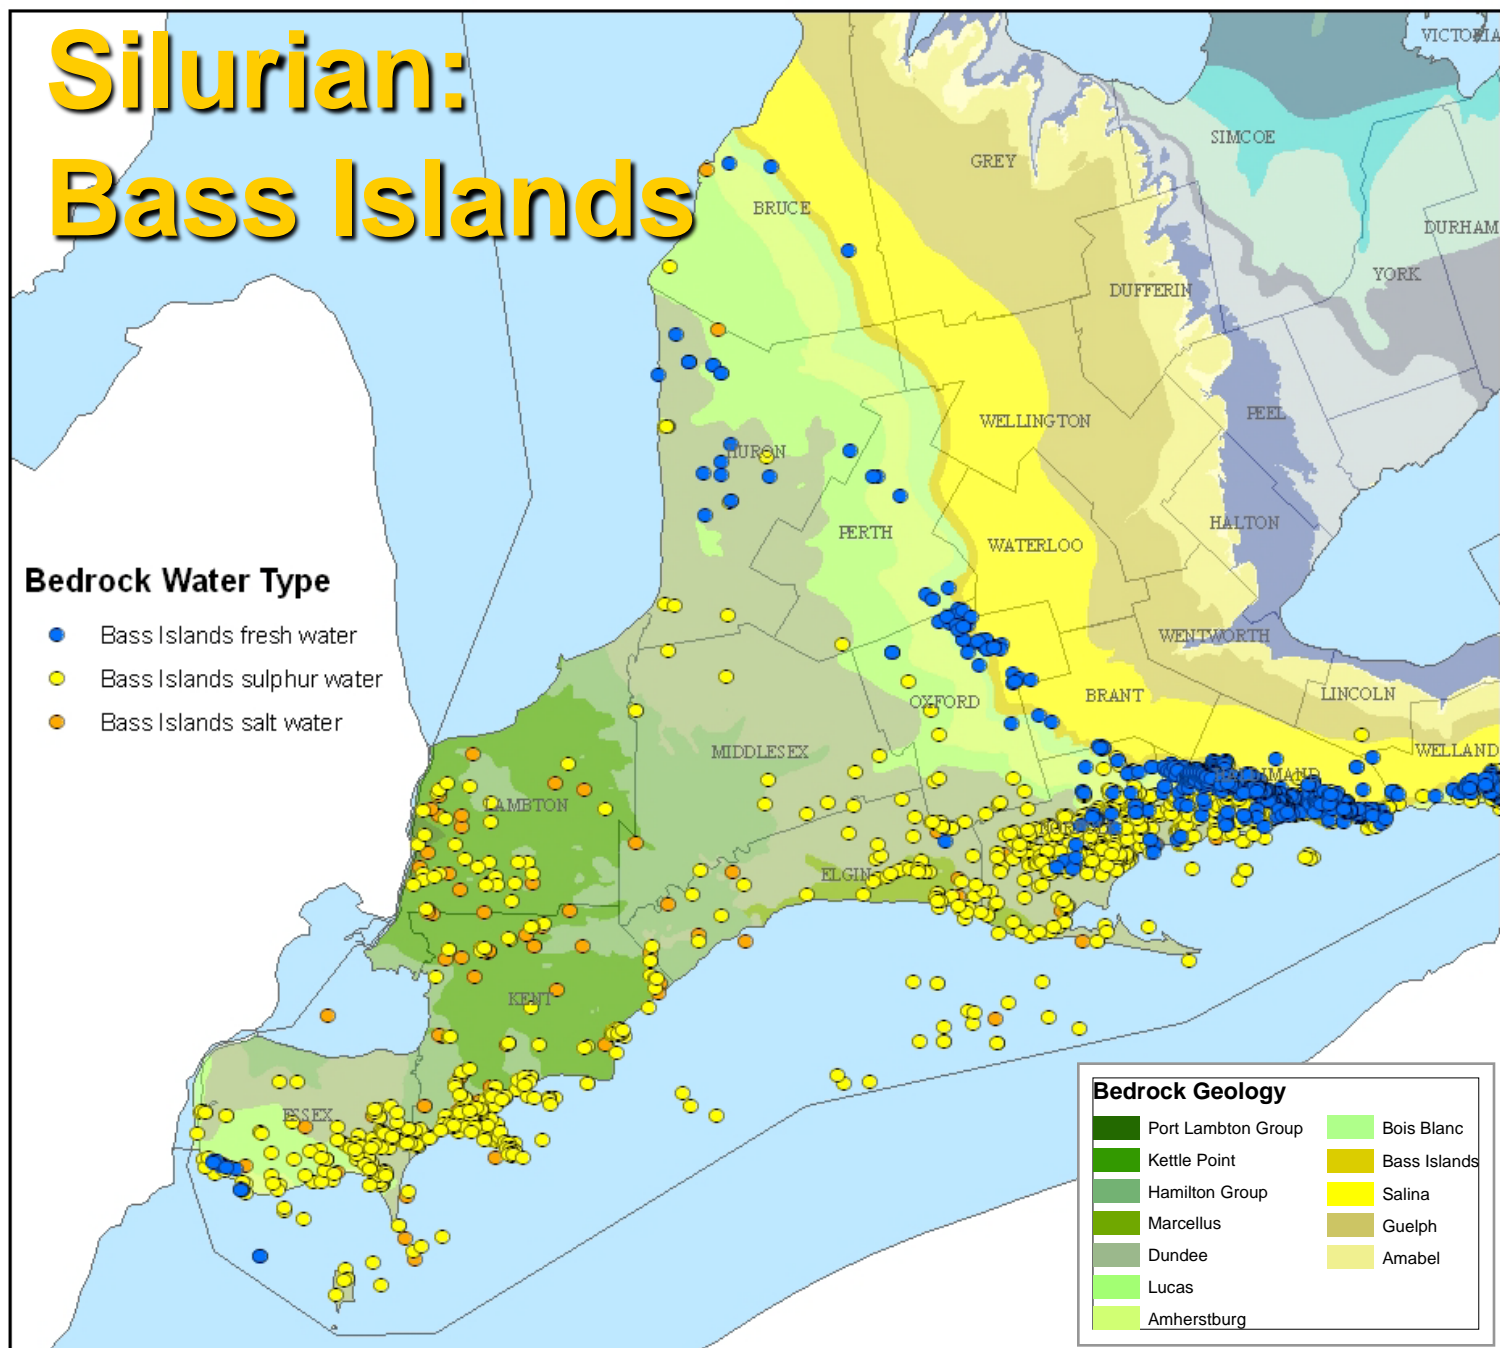 Silurian:
Bass Islands
VICTORIA
SIMCOE
GREY
BRUCE
DURHAM
YORK
DUFFERIN
PEEL
WELLINGTON
HURON
HALTON
PERTH
WATERLOO
WENTWORTH
LINCOLN
BRANT
OXFORD
WELLAND
MIDDLESEX
HALDIMAND
LAMBTON
NORFOLK
ELGIN
KENT
ESSEX
Bedrock Water Type
Bass Islands fresh water
Bass Islands sulphur water
Bass Islands salt water
Bedrock Geology
Port Lambton Group
Kettle Point
Hamilton Group
Marcellus
Dundee
Lucas
Amherstburg
Bois Blanc
Bass Islands
Salina
Guelph
Amabel